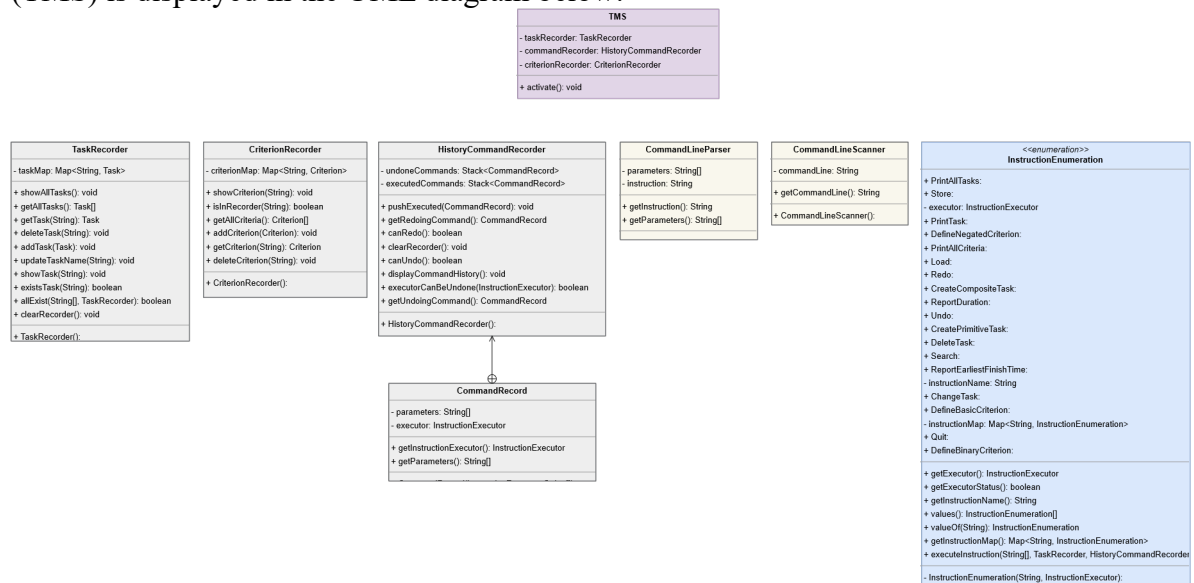 (TMS) is displayed in the UML diagram below.
TMS
- taskRecorder: TaskRecorder
- commandRecorder: HistoryCommandRecorder
- criterionRecorder: CriterionRecorder
+ activate(): void
TaskRecorder
- taskMap: Map<String, Task>
+ showAllTasks(): void
+ getAllTasks(): Task[]
+ getTask(String): Task
+ deleteTask(String): void
+ addTask(Task): void
+ updateTaskName(String): void
+ showTask(String): void
+ existsTask(String): boolean
+ allExist(String[], TaskRecorder): boolean
+ clearRecorder(): void
+ TaskRecorder():
CriterionRecorder
- criterionMap: Map<String, Criterion>
+ showCriterion(String): void
+ isInRecorder(String): boolean
+ getAllCriteria(): Criterion[]
+ addCriterion(Criterion): void
+ getCriterion(String): Criterion
+ deleteCriterion(String): void
+ CriterionRecorder():
HistoryCommandRecorder
- undoneCommands: Stack<CommandRecord>
- executedCommands: Stack<CommandRecord>
+ pushExecuted(CommandRecord): void
+ getRedoingCommand(): CommandRecord
+ canRedo(): boolean
+ clearRecorder(): void
+ canUndo(): boolean
+ displayCommandHistory(): void
+ executorCanBeUndone(InstructionExecutor): boolean
+ getUndoingCommand(): CommandRecord
+ HistoryCommandRecorder():
CommandRecord
- parameters: String[]
- executor: InstructionExecutor
+ getInstructionExecutor(): InstructionExecutor
+ getParameters(): String[]
CommandLineParser
- parameters: String[]
- instruction: String
+ getInstruction(): String
+ getParameters(): String[]
CommandLineScanner
- commandLine: String
+ getCommandLine(): String
+ CommandLineScanner():
<<enumeration>>
InstructionEnumeration
+ PrintAllTasks:
+ Store:
- executor: InstructionExecutor
+ PrintTask:
+ DefineNegatedCriterion:
+ PrintAllCriteria:
+ Load:
+ Redo:
+ CreateCompositeTask:
+ ReportDuration:
+ Undo:
+ CreatePrimitiveTask:
+ DeleteTask:
+ Search:
+ ReportEarliestFinishTime:
- instructionName: String
+ ChangeTask:
+ DefineBasicCriterion:
- instructionMap: Map<String, InstructionEnumeration>
+ Quit:
+ DefineBinaryCriterion:
+ getExecutor(): InstructionExecutor
+ getExecutorStatus(): boolean
+ getInstructionName(): String
+ values(): InstructionEnumeration[]
+ valueOf(String): InstructionEnumeration
+ getInstructionMap(): Map<String, InstructionEnumeration>
+ executeInstruction(String[], TaskRecorder, HistoryCommandRecorder
- InstructionEnumeration(String, InstructionExecutor):